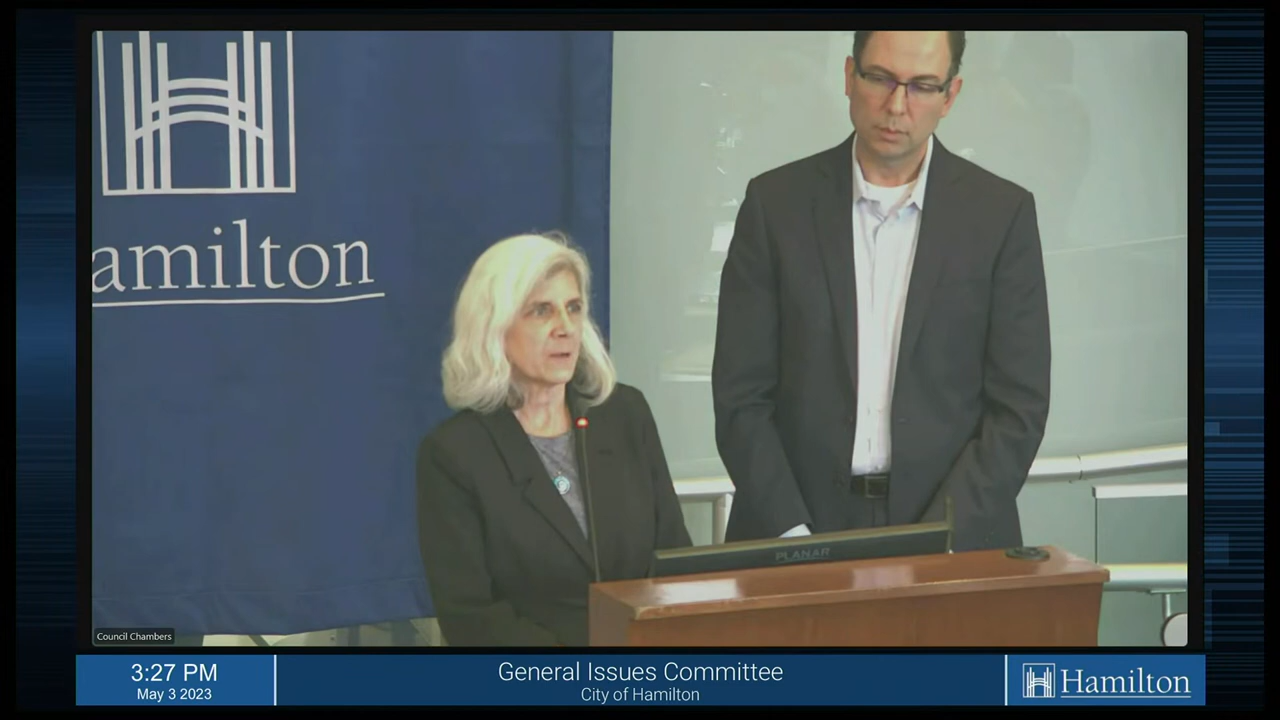 amilton
PLANAR
Council Chambers
3:27 PM
May 3 2023
General Issues Committee
City of Hamilton
Hamilton